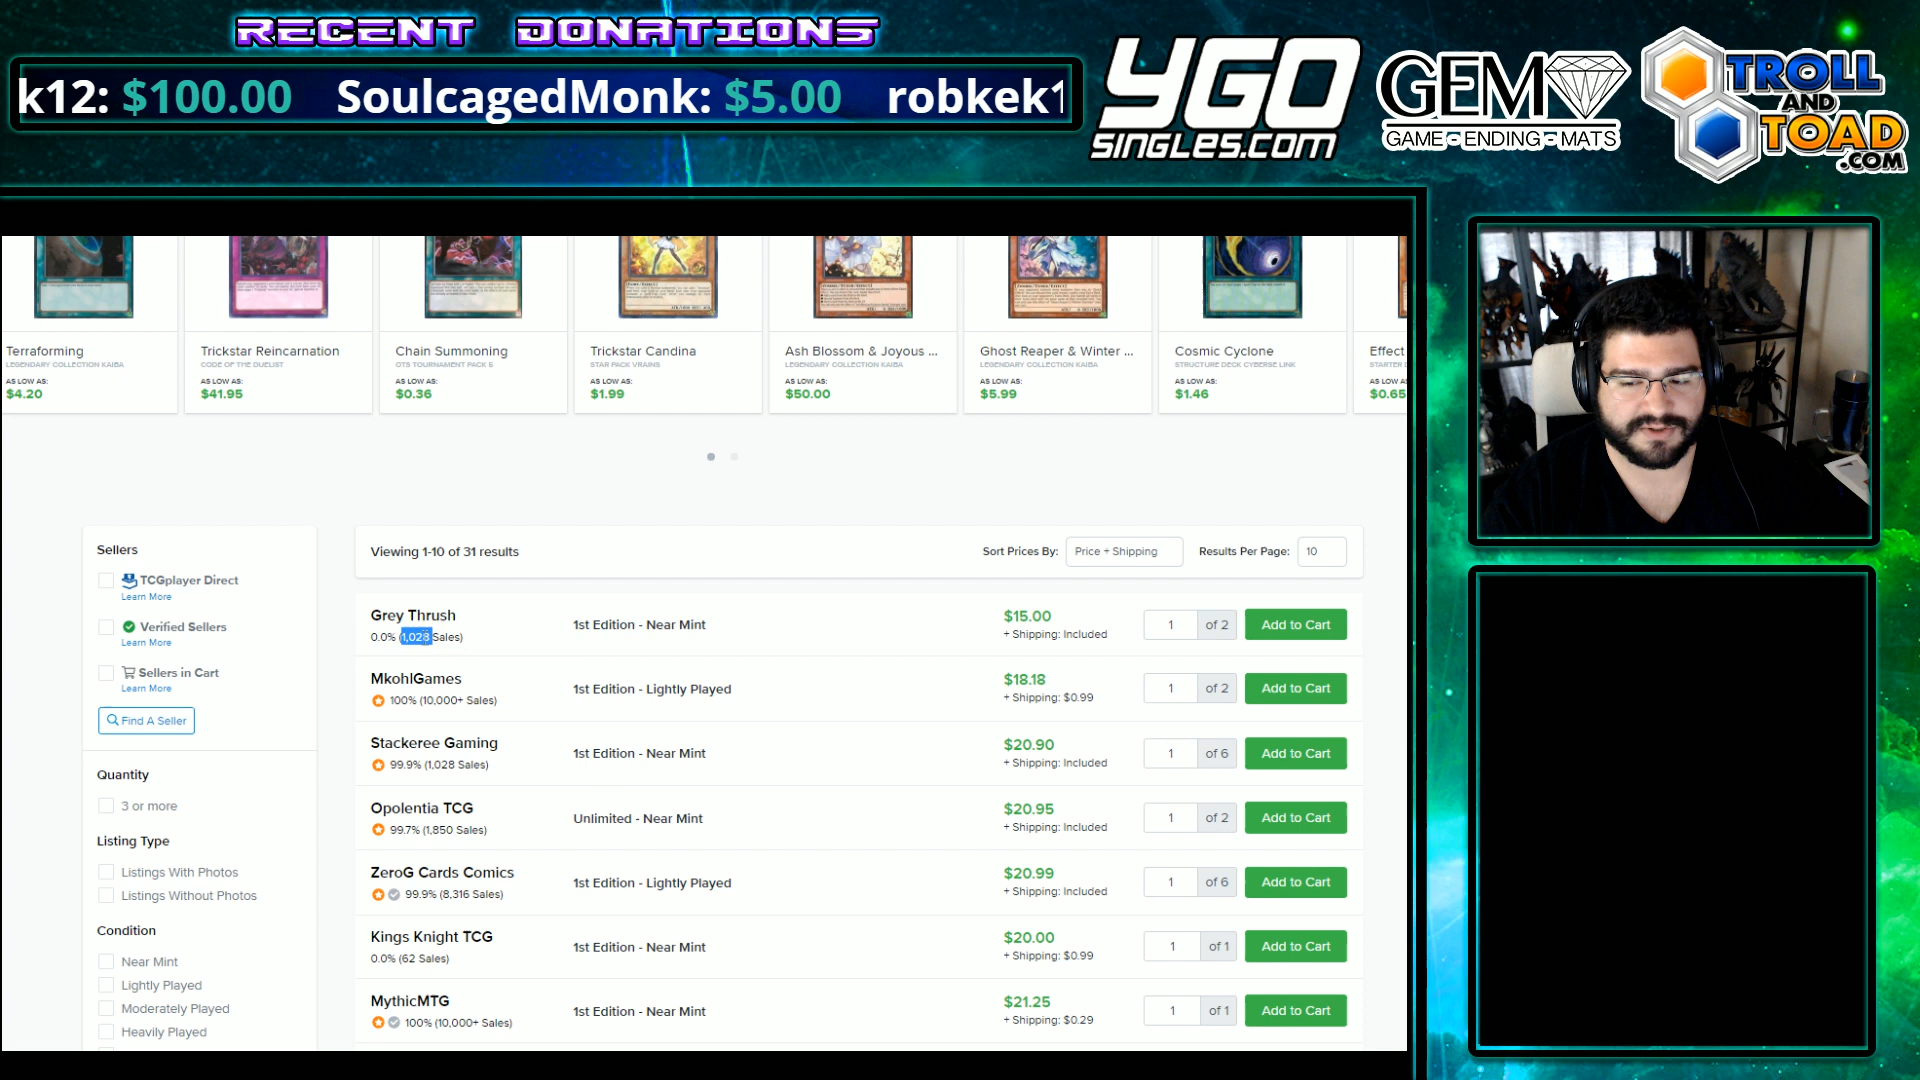 RECENT DONATIONS
k12: $100.00 SoulcagedMonk: $5.00 robkek1
YGO
SINGLES.COM
GEM
GAME - ENDING - MATS
TROLL
AND
TOAD
.COM
Terraforming
LEGENDARY COLLECTION KAIBA
AS LOW AS:
$4.20
Trickstar Reincarnation
CODE OF THE DUELIST
AS LOW AS:
$41.95
Chain Summoning
OTS TOURNAMENT PACK 6
AS LOW AS:
$0.36
Trickstar Candina
STAR PACK VRAINS
AS LOW AS:
$1.99
Ash Blossom & Joyous ...
LEGENDARY COLLECTION KAIBA
AS LOW AS:
$50.00
Ghost Reaper & Winter ...
LEGENDARY COLLECTION KAIBA
AS LOW AS:
$5.99
Cosmic Cyclone
STRUCTURE DECK CYBERSE LINK
AS LOW AS:
$1.46
Effect
STARTER D
AS LOW AS
$0.65
Sellers
TCGplayer Direct
Learn More
Verified Sellers
Learn More
Sellers in Cart
Learn More
Find A Seller
Quantity
3 or more
Listing Type
Listings With Photos
Listings Without Photos
Condition
Near Mint
Lightly Played
Moderately Played
Heavily Played
Viewing 1-10 of 31 results
Sort Prices By: Price + Shipping Results Per Page: 10
Grey Thrush
0.0% (1,028 Sales)
1st Edition - Near Mint
$15.00
+ Shipping: Included
1 of 2 Add to Cart
MkohlGames
100% (10,000+ Sales)
1st Edition - Lightly Played
$18.18
+ Shipping: $0.99
1 of 2 Add to Cart
Stackeree Gaming
99.9% (1,028 Sales)
1st Edition - Near Mint
$20.90
+ Shipping: Included
1 of 6 Add to Cart
Opolentia TCG
99.7% (1,850 Sales)
Unlimited - Near Mint
$20.95
+ Shipping: Included
1 of 2 Add to Cart
ZeroG Cards Comics
99.9% (8,316 Sales)
1st Edition - Lightly Played
$20.99
+ Shipping: Included
1 of 6 Add to Cart
Kings Knight TCG
0.0% (62 Sales)
1st Edition - Near Mint
$20.00
+ Shipping: $0.99
1 of 1 Add to Cart
MythicMTG
100% (10,000+ Sales)
1st Edition - Near Mint
$21.25
+ Shipping: $0.29
1 of 1 Add to Cart